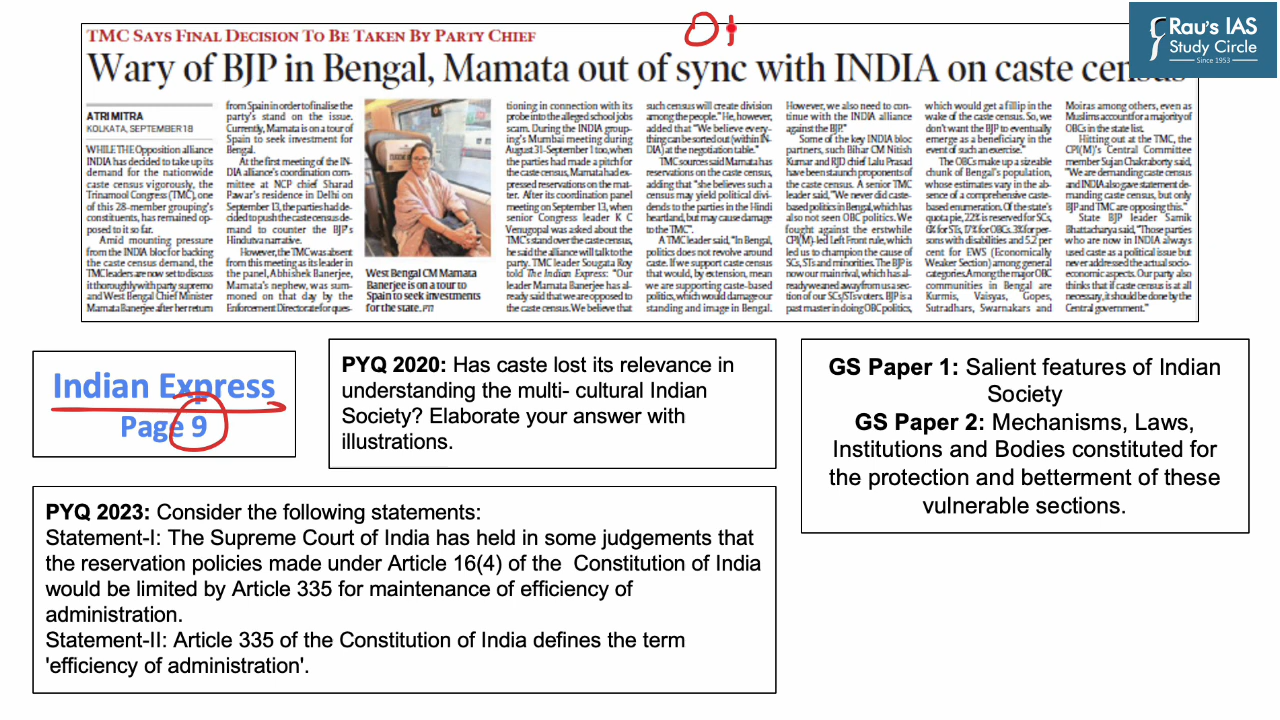 TMC SAYS FINAL DECISION TO BE TAKEN BY PARTY CHIEF
Wary of BJP in Bengal, Mamata out of sync with INDIA on caste census
Rau's IAS
Study Circle
Since 1953
ATRI MITRA
KOLKATA, SEPTEMBER 18
WHILE THE Opposition alliance
INDIA has decided to take up its
demand for the nationwide
caste census vigorously, the
Trinamool Congress (TMC), one
of this 28-member grouping's
constituents, has remained op-
posed to it so far.
Amid mounting pressure
from the INDIA bloc for backing
the caste census demand, the
TMC leaders are now set to discuss
it thoroughly with party supremo
and West Bengal Chief Minister
Mamata Banerjee after her return
from Spain in order to finalise the
party's stand on the issue.
Currently, Mamata is on a tour of
Spain to seek investment for
Bengal.
At the first meeting of the IN-
DIA alliance's coordination com-
mittee at NCP chief Sharad
Pawar's residence in Delhi on
September 13, the parties had de-
cided to push the caste census de-
mand to counter the BJP's
Hindutva narrative.
However, the TMC was absent
from this meeting as its leader in
the panel, Abhishek Banerjee,
Mamata's nephew, was sum-
moned on that day by the
Enforcement Directorate for ques-
West Bengal CM Mamata
Banerjee is on a tour to
Spain to seek investments
for the state. PTI
tioning in connection with its
probe into the alleged school jobs
scam. During the INDIA group-
ing's Mumbai meeting during
August 31-September 1 too, when
the parties had made a pitch for
the caste census, Mamata had ex-
pressed reservations on the mat-
ter. After its coordination panel
meeting on September 13, when
senior Congress leader K C
Venugopal was asked about the
TMC's stand over the caste census,
he said the alliance will talk to the
party. TMC leader Sougata Roy
told The Indian Express: "Our
leader Mamata Banerjee has al-
ready said that we are opposed to
the caste census. We believe that
such census will create division
among the people." He, however,
added that "We believe every-
thing can be sorted out (within IN-
DIA) at the negotiation table."
TMC sources said Mamata has
reservations on the caste census,
adding that "she believes such a
census may yield political divi-
dends to the parties in the Hindi
heartland, but may cause damage
to the TMC".
A TMC leader said, "In Bengal,
politics does not revolve around
caste. If we support caste census
that would, by extension, mean
we are supporting caste-based
politics, which would damage our
standing and image in Bengal.
However, we also need to con-
tinue with the INDIA alliance
against the BJP."
Some of the key INDIA bloc
partners, such Bihar CM Nitish
Kumar and RJD chief Lalu Prasad
have been staunch proponents of
the caste census. A senior TMC
leader said, "We never did caste-
based politics in Bengal, which has
also not seen OBC politics. We
fought against the erstwhile
CPI(M)-led Left Front rule, which
led us to champion the cause of
SCs, STs and minorities. The BJP is
now our main rival, which has al-
ready weaned away from us a sec-
tion of our SCs/STs voters. BJP is a
past master in doing OBC politics,
which would get a fillip in the
wake of the caste census. So, we
don't want the BJP to eventually
emerge as a beneficiary in the
event of such an exercise."
The OBCs make up a sizeable
chunk of Bengal's population,
whose estimates vary in the ab-
sence of a comprehensive caste-
based enumeration. Of the state's
quota pie, 22% is reserved for SCs,
6% for STs, 17% for OBCs. 3% for per-
sons with disabilities and 5.2 per
cent for EWS (Economically
Weaker Section) among general
categories. Among the major OBC
communities in Bengal are
Kurmis, Vaisyas, Gopes,
Sutradhars, Swarnakars and
Moiras among others, even as
Muslims account for a majority of
OBCs in the state list.
Hitting out at the TMC, the
CPI(M)'s Central Committee
member Sujan Chakraborty said,
"We are demanding caste census
and INDIA also gave statement de-
manding caste census, but only
BJP and TMC are opposing this."
State BJP leader Samik
Bhattacharya said, "Those parties
who are now in INDIA always
used caste as a political issue but
never addressed the actual socio-
economic aspects. Our party also
thinks that if caste census is at all
necessary, it should be done by the
Central government."
Indian Express
Page 9
PYQ 2020: Has caste lost its relevance in
understanding the multi- cultural Indian
Society? Elaborate your answer with
illustrations.
GS Paper 1: Salient features of Indian
Society
GS Paper 2: Mechanisms, Laws,
Institutions and Bodies constituted for
the protection and betterment of these
vulnerable sections.
PYQ 2023: Consider the following statements:
Statement-I: The Supreme Court of India has held in some judgements that
the reservation policies made under Article 16(4) of the Constitution of India
would be limited by Article 335 for maintenance of efficiency of
administration.
Statement-II: Article 335 of the Constitution of India defines the term
'efficiency of administration'.